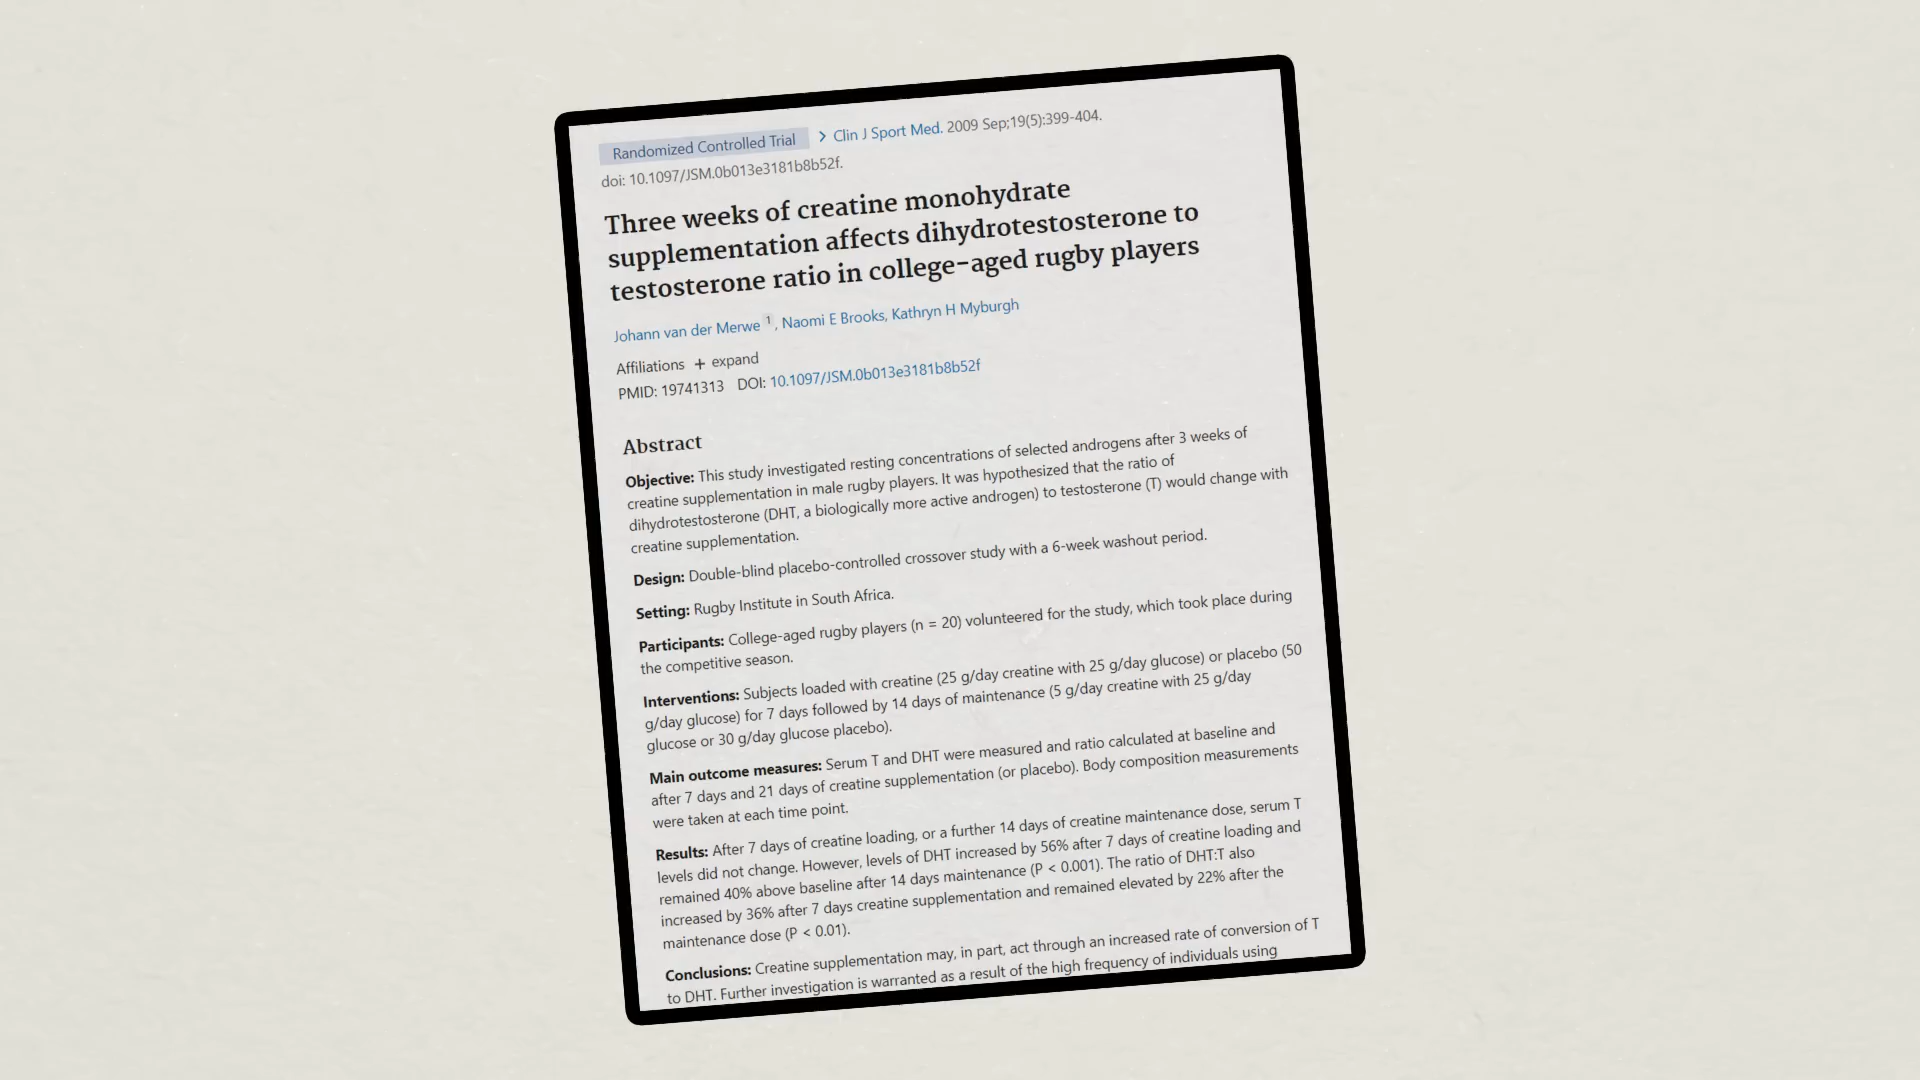 Randomized Controlled Trial > Clin J Sport Med. 2009 Sep;19(5):399-404.
doi: 10.1097/JSM.0b013e3181b8b52f.
Three weeks of creatine monohydrate
supplementation affects dihydrotestosterone to
testosterone ratio in college-aged rugby players
Johann van der Merwe 1, Naomi E Brooks, Kathryn H Myburgh
Affiliations + expand
PMID: 19741313 DOI: 10.1097/JSM.0b013e3181b8b52f
Abstract
Objective: This study investigated resting concentrations of selected androgens after 3 weeks of
creatine supplementation in male rugby players. It was hypothesized that the ratio of
dihydrotestosterone (DHT, a biologically more active androgen) to testosterone (T) would change with
creatine supplementation.
Design: Double-blind placebo-controlled crossover study with a 6-week washout period.
Setting: Rugby Institute in South Africa.
Participants: College-aged rugby players (n = 20) volunteered for the study, which took place during
the competitive season.
Interventions: Subjects loaded with creatine (25 g/day creatine with 25 g/day glucose) or placebo (50
g/day glucose) for 7 days followed by 14 days of maintenance (5 g/day creatine with 25 g/day
glucose or 30 g/day glucose placebo).
Main outcome measures: Serum T and DHT were measured and ratio calculated at baseline and
after 7 days and 21 days of creatine supplementation (or placebo). Body composition measurements
were taken at each time point.
Results: After 7 days of creatine loading, or a further 14 days of creatine maintenance dose, serum T
levels did not change. However, levels of DHT increased by 56% after 7 days of creatine loading and
remained 40% above baseline after 14 days maintenance (P < 0.001). The ratio of DHT:T also
increased by 36% after 7 days creatine supplementation and remained elevated by 22% after the
maintenance dose (P < 0.01).
Conclusions: Creatine supplementation may, in part, act through an increased rate of conversion of T
to DHT. Further investigation is warranted as a result of the high frequency of individuals using